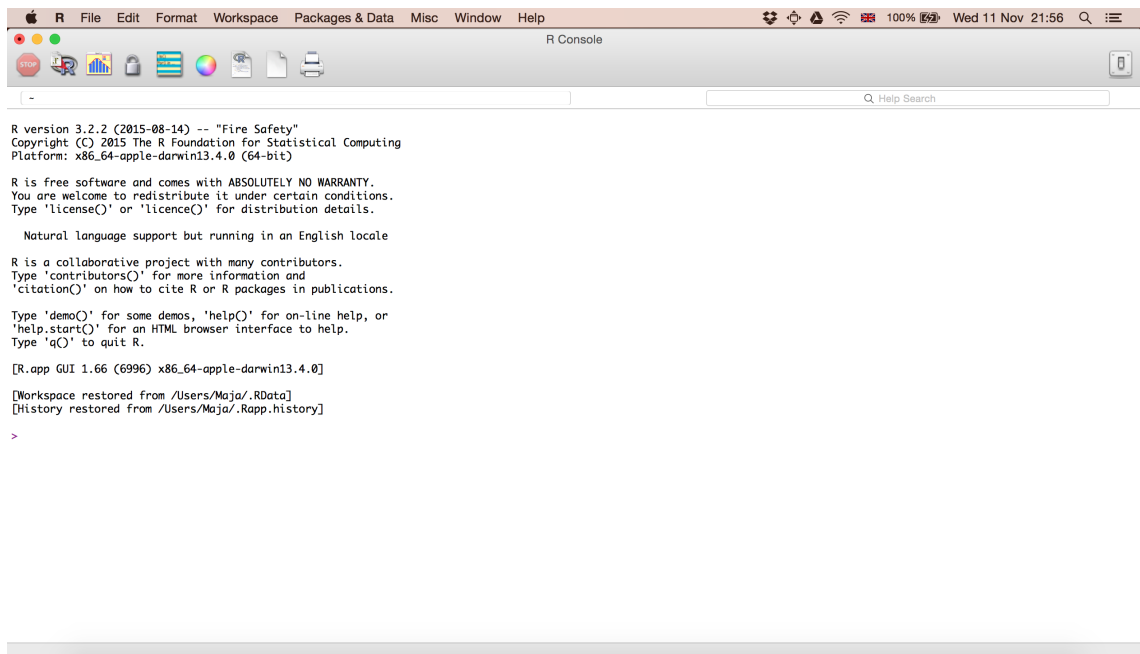 R File Edit Format Workspace Packages & Data Misc Window Help 100% Wed 11 Nov 21:56
R Console
STOP
~ Help Search
R version 3.2.2 (2015-08-14) -- "Fire Safety"
Copyright (C) 2015 The R Foundation for Statistical Computing
Platform: x86_64-apple-darwin13.4.0 (64-bit)
R is free software and comes with ABSOLUTELY NO WARRANTY.
You are welcome to redistribute it under certain conditions.
Type 'license()' or 'licence()' for distribution details.
Natural language support but running in an English locale
R is a collaborative project with many contributors.
Type 'contributors()' for more information and
'citation()' on how to cite R or R packages in publications.
Type 'demo()' for some demos, 'help()' for on-line help, or
'help.start()' for an HTML browser interface to help.
Type 'q()' to quit R.
[R.app GUI 1.66 (6996) x86_64-apple-darwin13.4.0]
[Workspace restored from /Users/Maja/.RData]
[History restored from /Users/Maja/.Rapp.history]
>